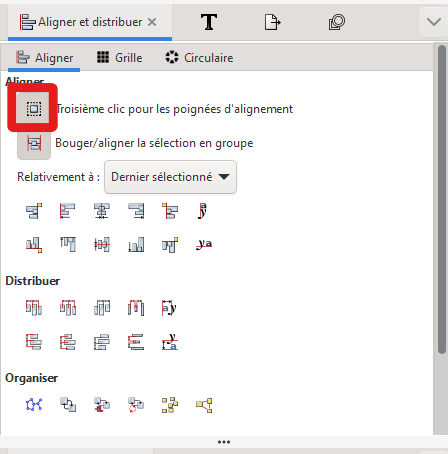 Aligner et distribuer
Aligner Grille Circulaire
Aligner
Troisième clic pour les poignées d'alignement
Bouger/aligner la sélection en groupe
Relativement à : Dernier sélectionné
Distribuer
Organiser